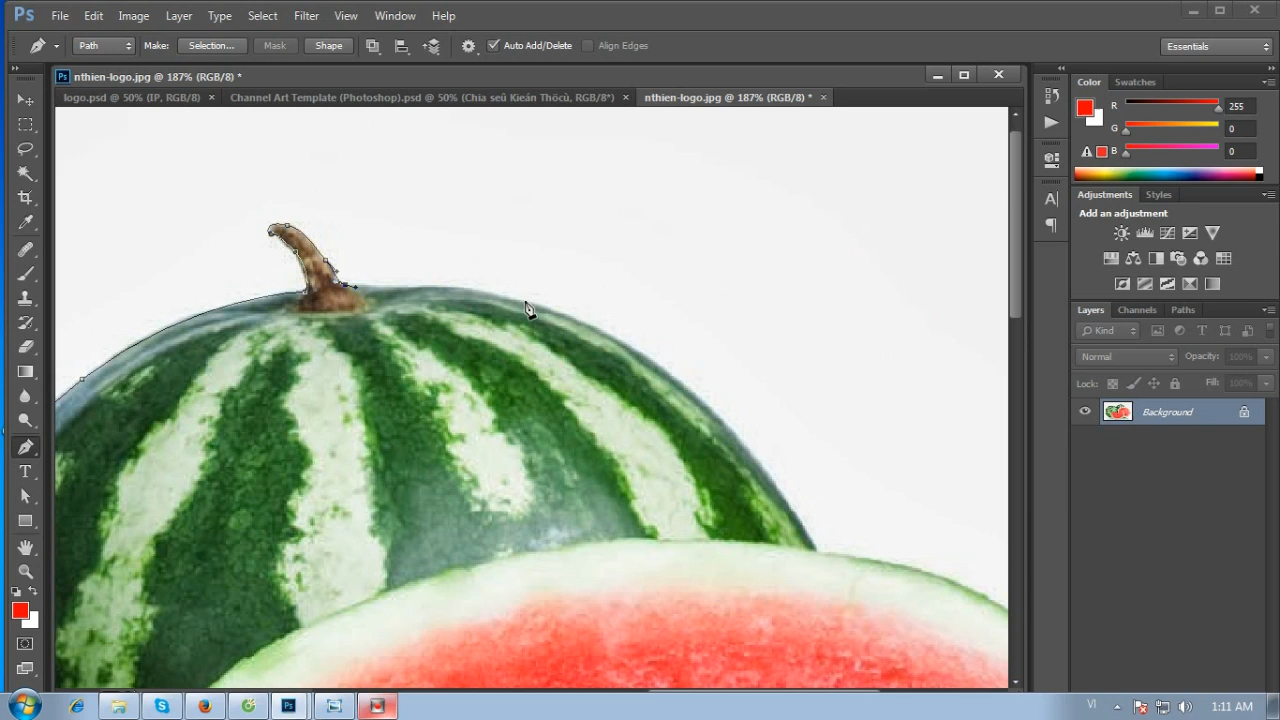 Ps File Edit Image Layer Type Select Filter View Window Help
Path Make: Selection... Mask Shape Auto Add/Delete Align Edges Essentials
Ps nthien-logo.jpg @ 187% (RGB/8) *
logo.psd @ 50% (IP, RGB/8) × Channel Art Template (Photoshop).psd @ 50% (Chia seû Kieán Thöcù, RGB/8*) × nthien-logo.jpg @ 187% (RGB/8) * ×
Color Swatches
R 255
G 0
B 0
Adjustments Styles
Add an adjustment
Layers Channels Paths
Kind
Normal Opacity: 100%
Lock: Fill: 100%
Background
VI 1:11 AM